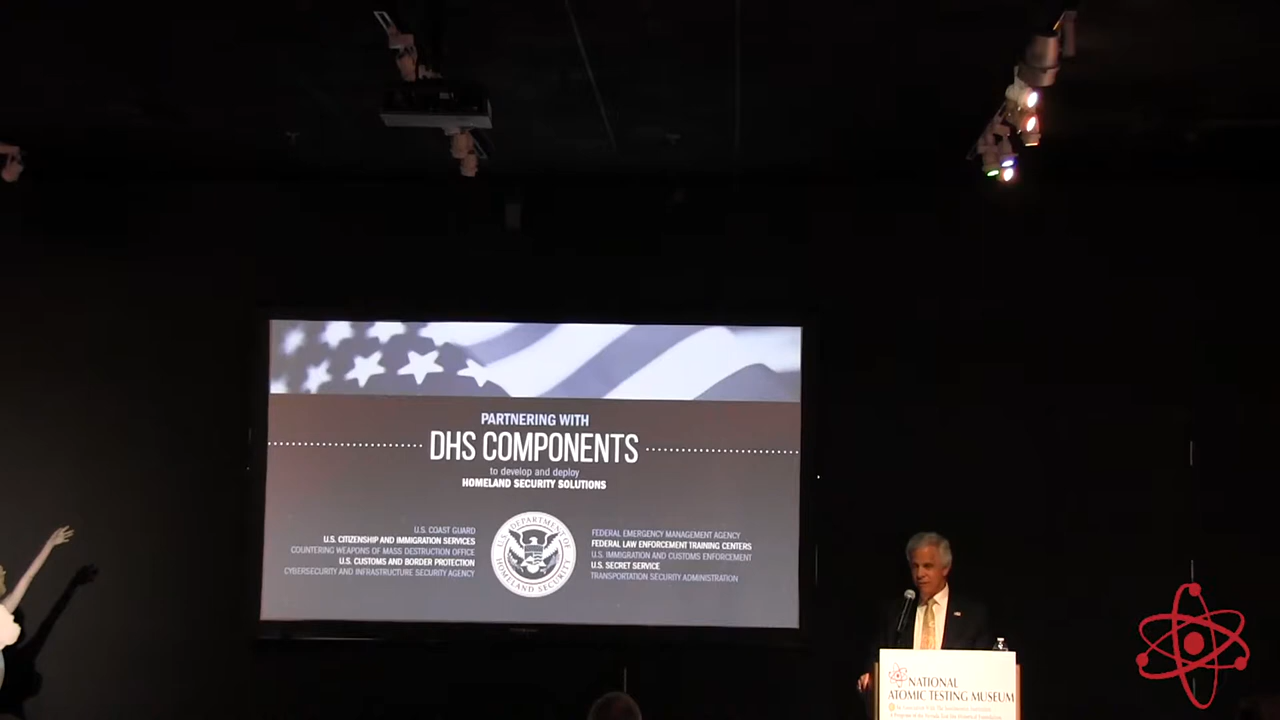 PARTNERING WITH
DHS COMPONENTS
to develop and deploy
HOMELAND SECURITY SOLUTIONS
U.S. COAST GUARD
U.S. CITIZENSHIP AND IMMIGRATION SERVICES
COUNTERING WEAPONS OF MASS DESTRUCTION OFFICE
U.S. CUSTOMS AND BORDER PROTECTION
CYBERSECURITY AND INFRASTRUCTURE SECURITY AGENCY
U.S. DEPARTMENT OF
HOMELAND SECURITY
FEDERAL EMERGENCY MANAGEMENT AGENCY
FEDERAL LAW ENFORCEMENT TRAINING CENTERS
U.S. IMMIGRATION AND CUSTOMS ENFORCEMENT
U.S. SECRET SERVICE
TRANSPORTATION SECURITY ADMINISTRATION
NATIONAL
ATOMIC TESTING MUSEUM